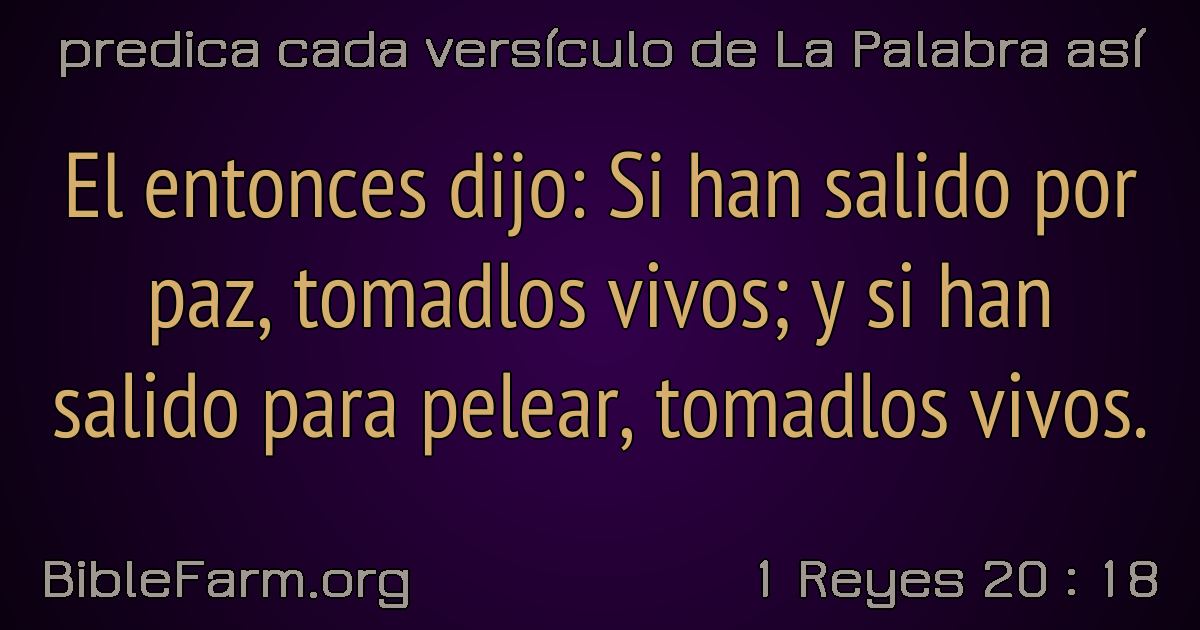 predica cada versículo de La Palabra así
El entonces dijo: Si han salido por
paz, tomadlos vivos; y si han
salido para pelear, tomadlos vivos.
BibleFarm.org
1 Reyes 20 : 18